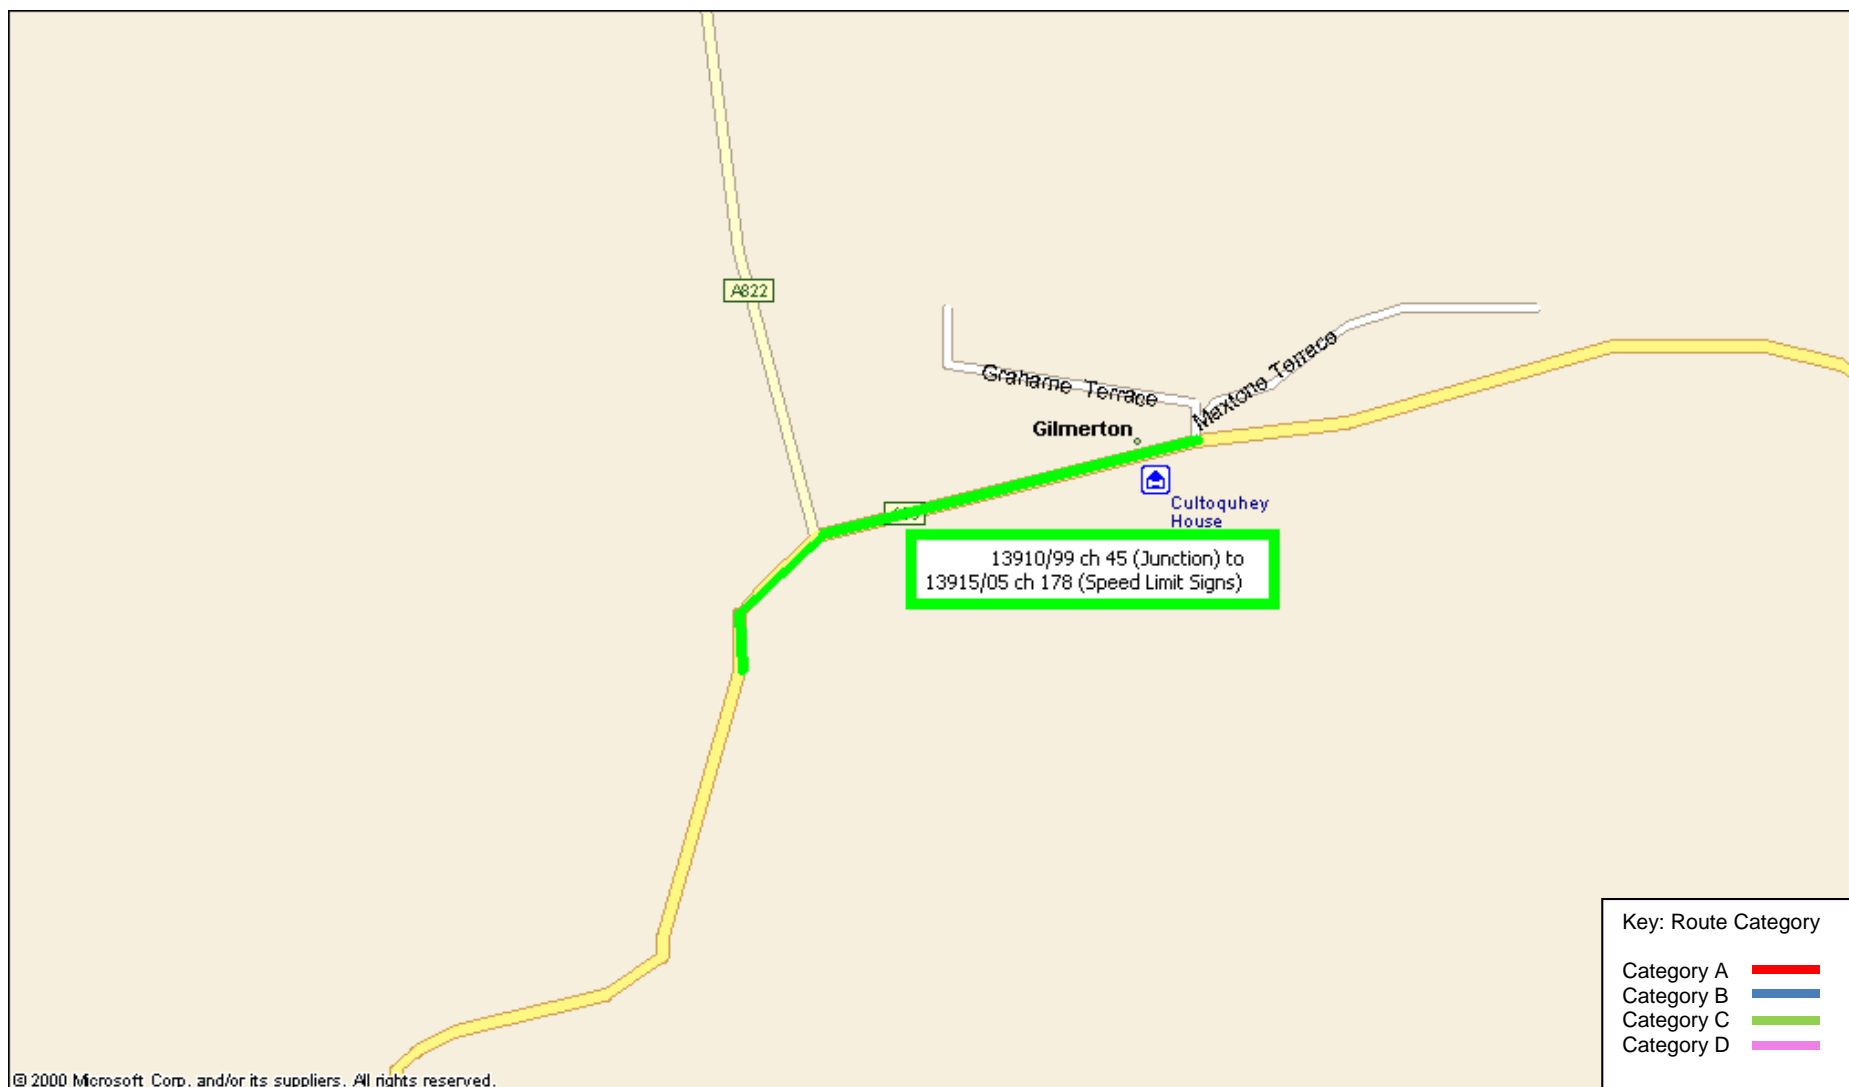 A822
Grahame Terrace
Maxtone Terrace
Gilmerton
Cultoquhey
House
13910/99 ch 45 (Junction) to
13915/05 ch 178 (Speed Limit Signs)
Key: Route Category
Category A
Category B
Category C
Category D
© 2000 Microsoft Corp. and/or its suppliers. All rights reserved.